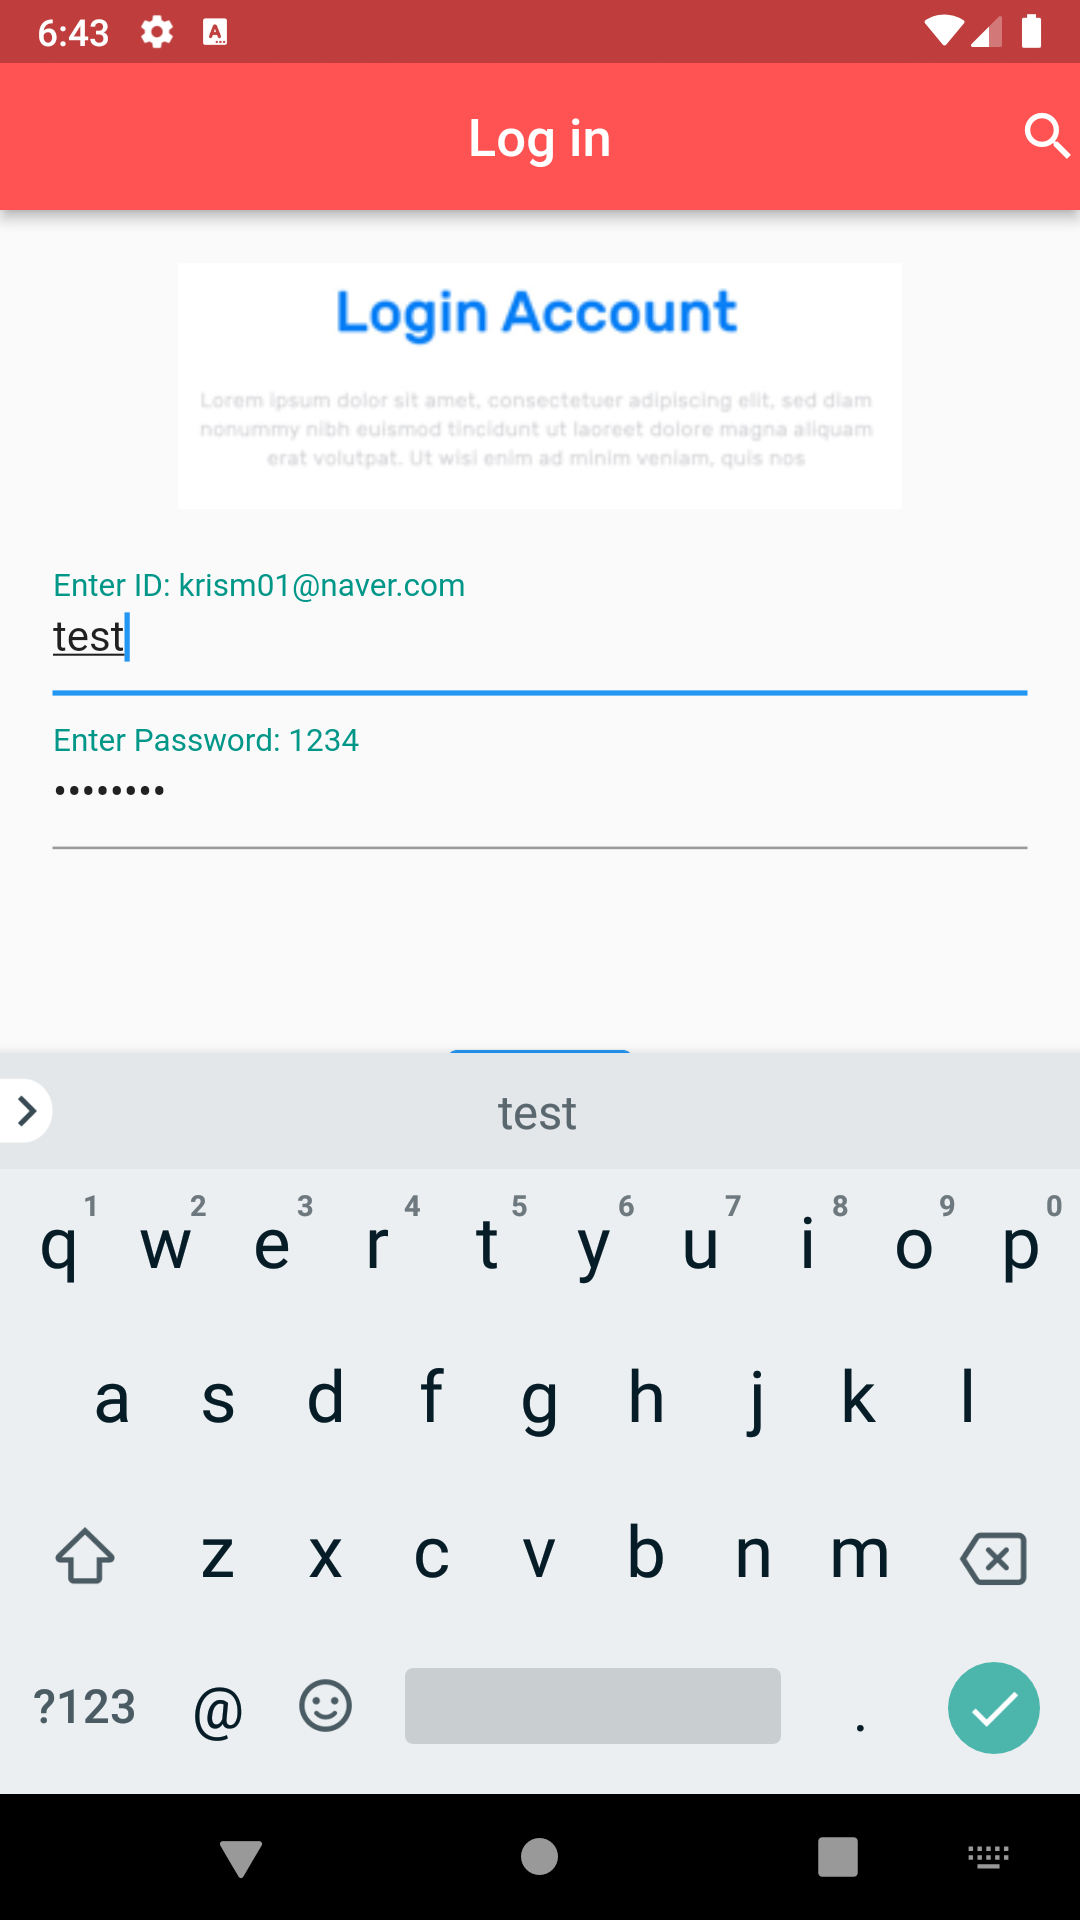 6:43
Log in
Login Account
Lorem ipsum dolor sit amet, consectetuer adipiscing elit, sed diam
nonummy nibh euismod tincidunt ut laoreet dolore magna aliquam
erat volutpat. Ut wisi enim ad minim veniam, quis nos
Enter ID: krism01@naver.com
test
Enter Password: 1234
••••••••
test
1 2 3 4 5 6 7 8 9 0
q w e r t y u i o p
a s d f g h j k l
z x c v b n m
?123 @ .